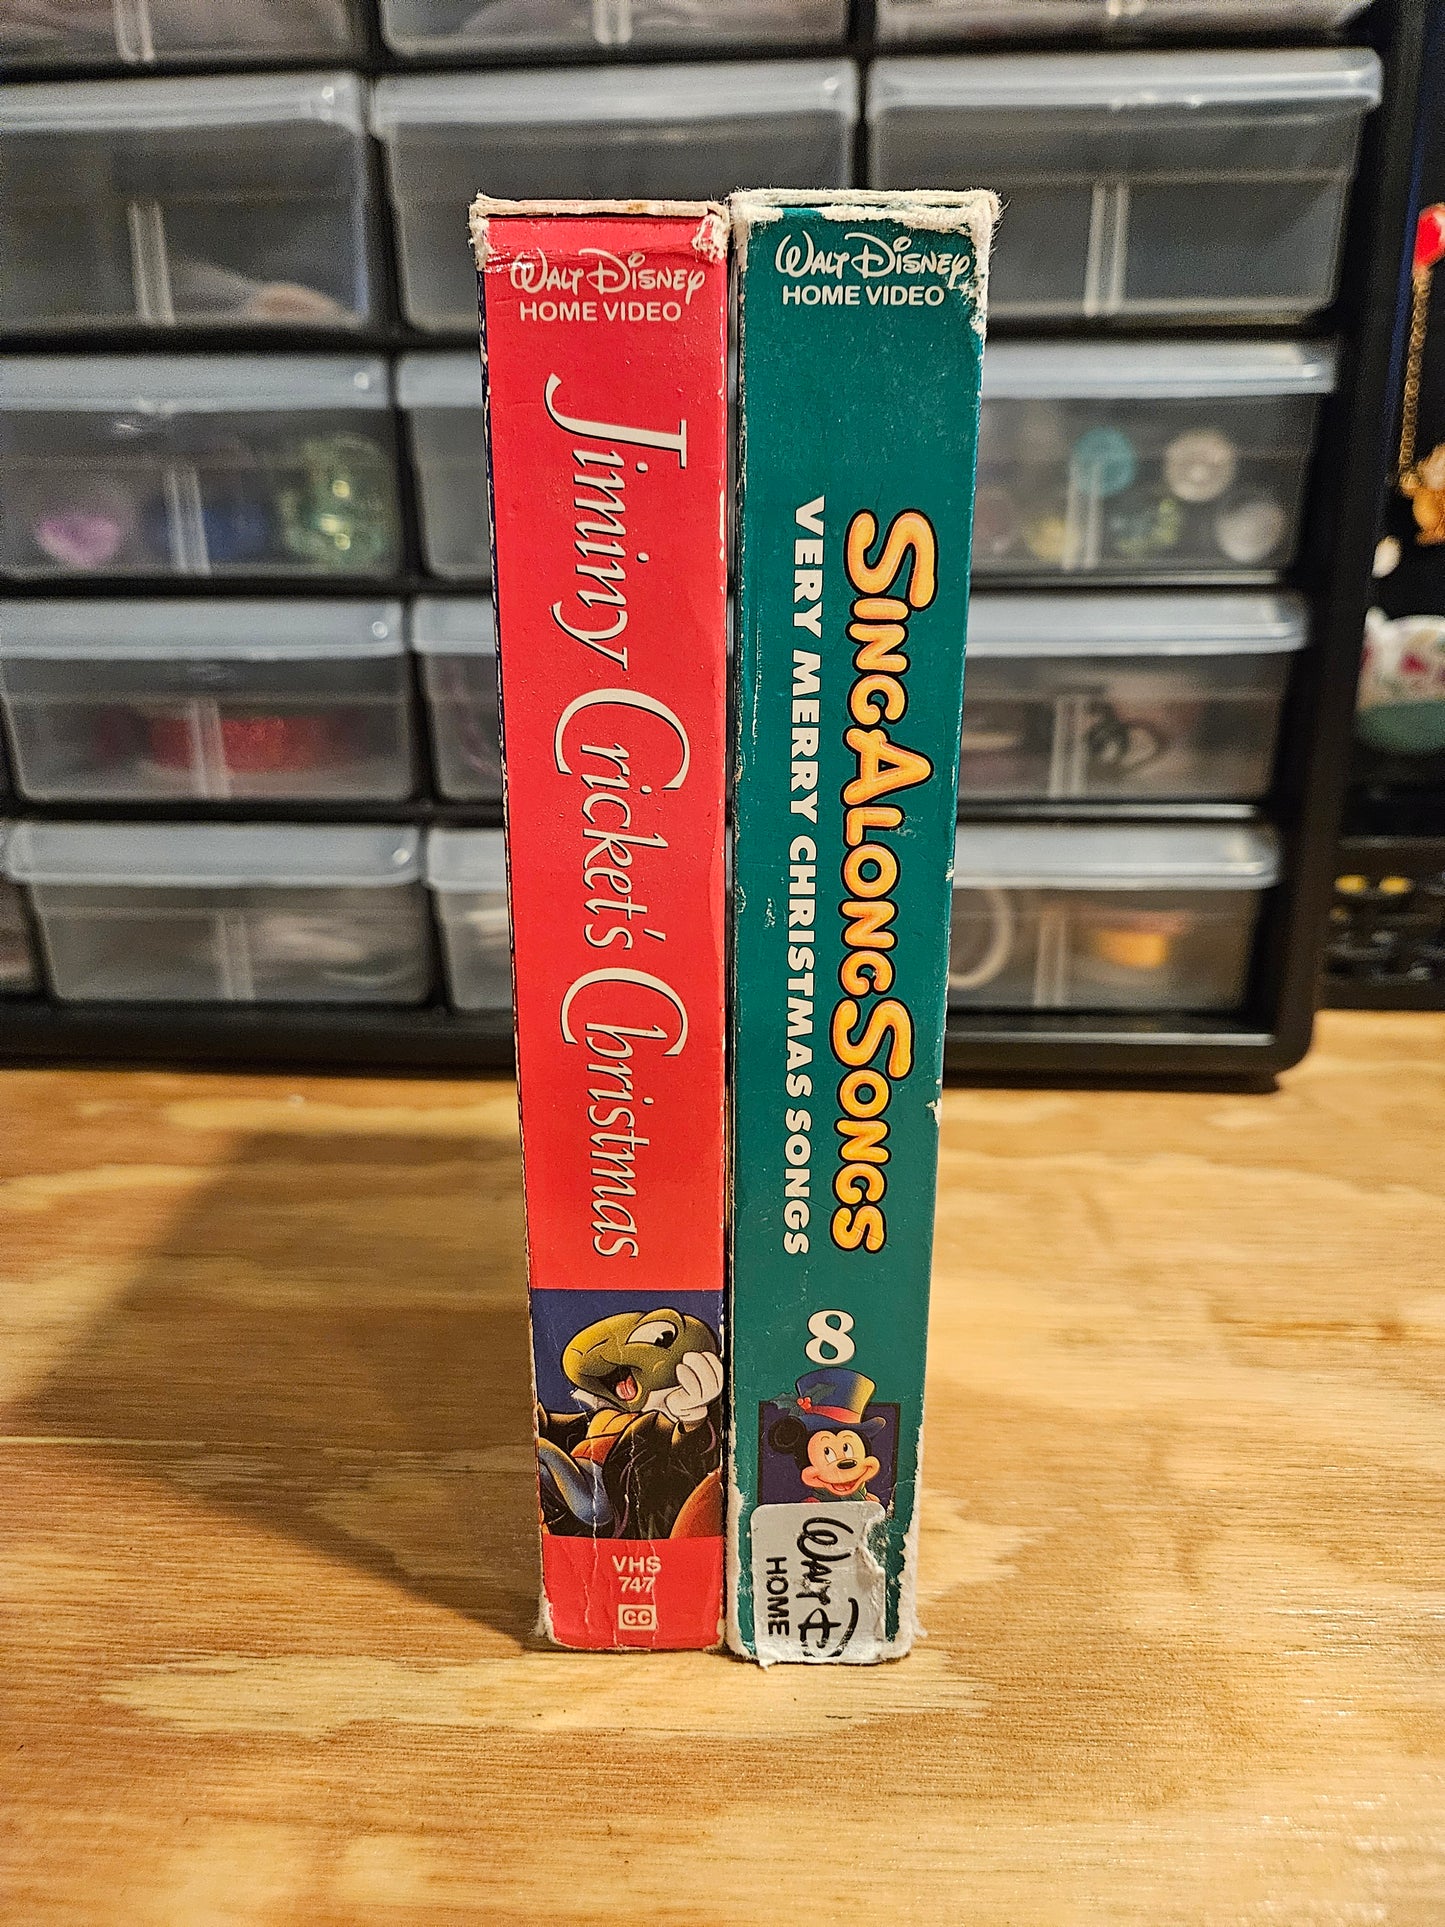 WALT DISNEY
HOME VIDEO
Jiminy Cricket's Christmas
VHS
747
CC
WALT DISNEY
HOME VIDEO
SING ALONG SONGS
VERY MERRY CHRISTMAS SONGS
8
WALT D
HOME